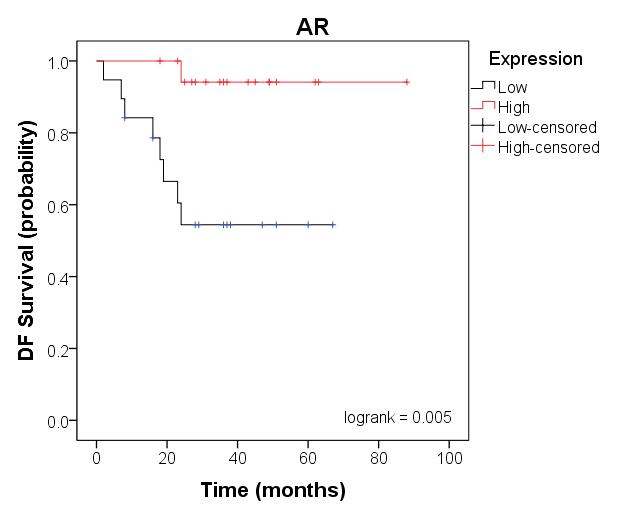 AR
Expression
Low
High
Low-censored
High-censored
DF Survival (probability)
1.0
0.8
0.6
0.4
0.2
0.0
logrank = 0.005
0 20 40 60 80 100
Time (months)